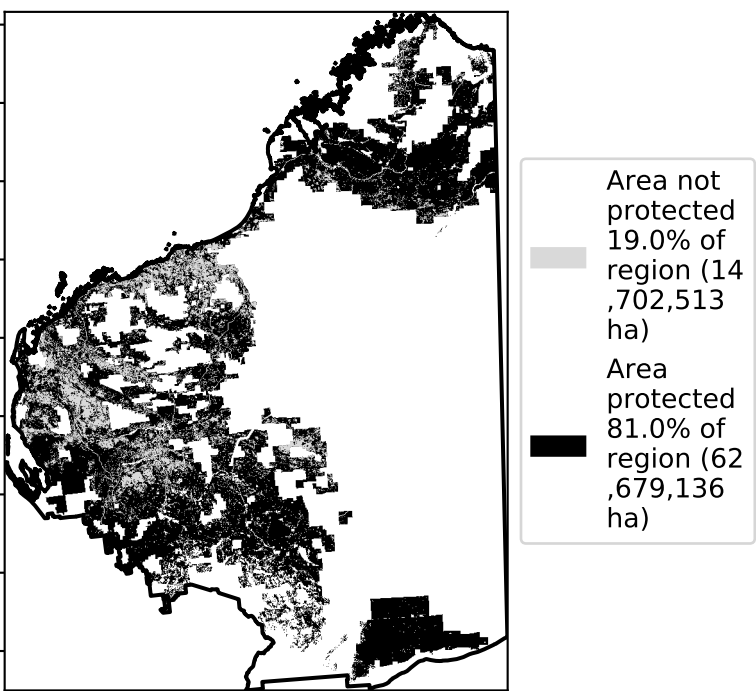 Area not
protected
19.0% of
region (14
,702,513
ha)
Area
protected
81.0% of
region (62
,679,136
ha)